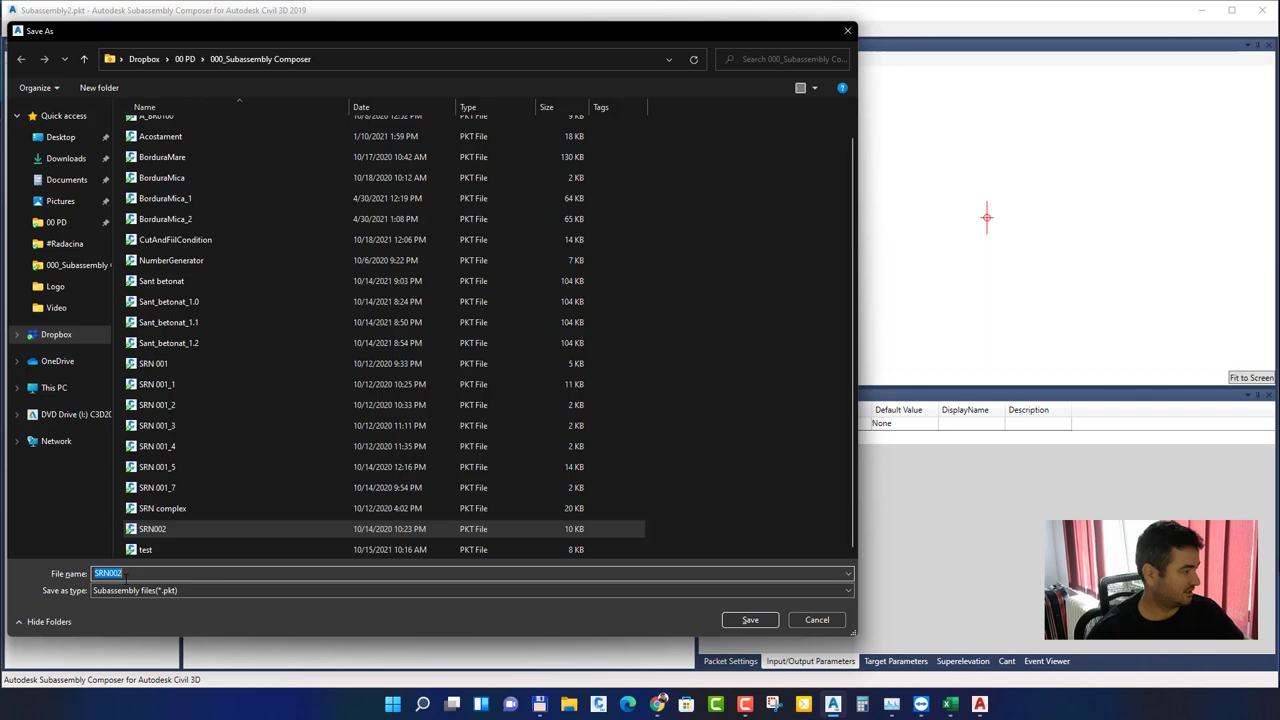 Subassembly2.pkt - Subassembly Composer for Autodesk Civil 3D 2019
Save As
Dropbox > 00 PD > 000_Subassembly Composer
Search 000_Subassembly Co...
Organize
New folder
Name Date Type Size Tags
Quick access
Desktop
Downloads
Documents
Pictures
00 PD
#Radacina
000_Subassembly
Logo
Video
Dropbox
OneDrive
This PC
DVD Drive (I:) C3D20
Network
A_BR0100 10/8/2020 12:52 PM PKT File 9 KB
Acostament 1/10/2021 1:59 PM PKT File 18 KB
BorduraMare 10/17/2020 10:42 AM PKT File 130 KB
BorduraMica 10/18/2020 10:12 AM PKT File 2 KB
BorduraMica_1 4/30/2021 12:19 PM PKT File 64 KB
BorduraMica_2 4/30/2021 1:08 PM PKT File 65 KB
CutAndFiilCondition 10/18/2021 12:06 PM PKT File 14 KB
NumberGenerator 10/6/2020 9:22 PM PKT File 7 KB
Sant betonat 10/14/2021 9:03 PM PKT File 104 KB
Sant_betonat_1.0 10/14/2021 8:24 PM PKT File 104 KB
Sant_betonat_1.1 10/14/2021 8:50 PM PKT File 104 KB
Sant_betonat_1.2 10/14/2021 8:54 PM PKT File 104 KB
SRN 001 10/12/2020 9:33 PM PKT File 5 KB
SRN 001_1 10/12/2020 10:25 PM PKT File 11 KB
SRN 001_2 10/12/2020 10:33 PM PKT File 2 KB
SRN 001_3 10/12/2020 11:11 PM PKT File 2 KB
SRN 001_4 10/12/2020 11:35 PM PKT File 2 KB
SRN 001_5 10/14/2020 12:16 PM PKT File 14 KB
SRN 001_7 10/14/2020 9:54 PM PKT File 2 KB
SRN complex 10/12/2020 4:02 PM PKT File 20 KB
SRN002 10/14/2020 10:23 PM PKT File 10 KB
test 10/15/2021 10:16 AM PKT File 8 KB
File name: SRN002
Save as type: Subassembly files(*.pkt)
Hide Folders
Save
Cancel
Fit to Screen
Default Value DisplayName Description
None
Packet Settings Input/Output Parameters Target Parameters Superelevation Cant Event Viewer
Autodesk Subassembly Composer for Autodesk Civil 3D 2019